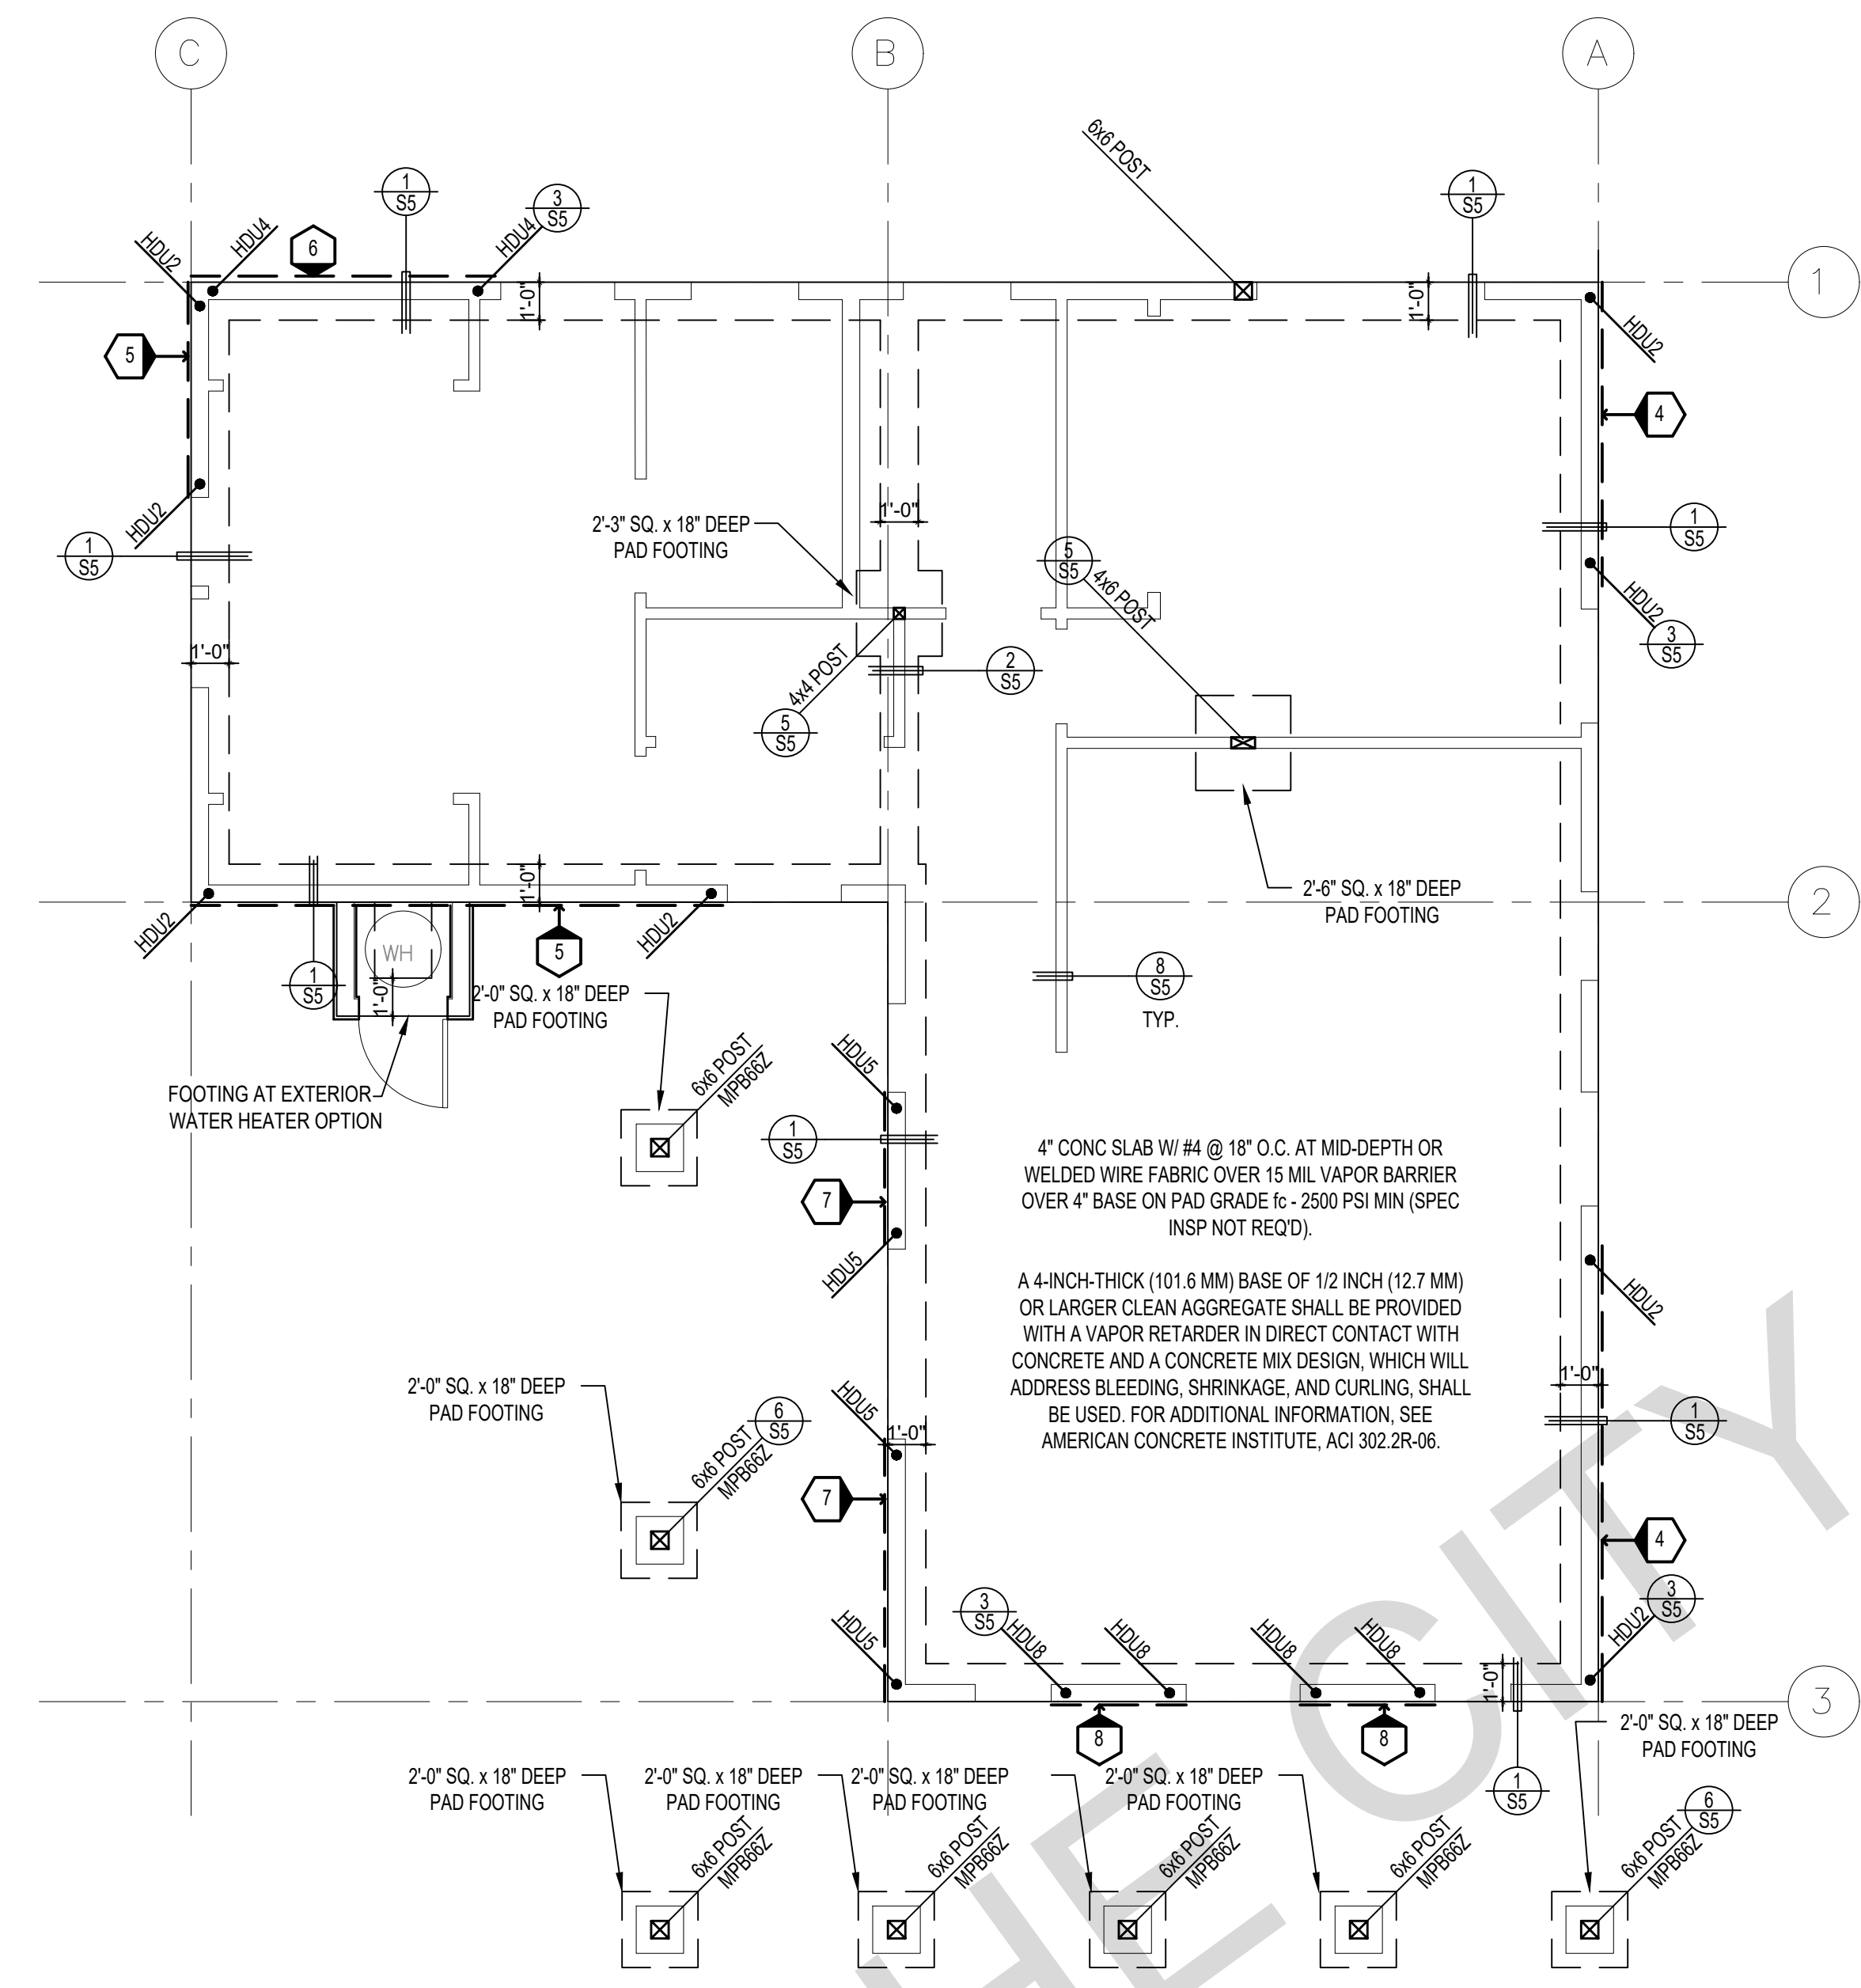 C
B
A
6x6 POST
1
S5
3
S5
1
S5
HDU2
HDU4
6
HDU4
1'-0"
1'-0"
1
HDU2
5
4
HDU2
1
S5
2'-3" SQ. x 18" DEEP
PAD FOOTING
1'-0"
5
S5
4x6 POST
1
S5
HDU2
3
S5
1'-0"
4x4 POST
5
S5
2
S5
1'-0"
2'-6" SQ. x 18" DEEP
PAD FOOTING
2
HDU2
HDU2
WH
5
1
S5
1'-0"
2'-0" SQ. x 18" DEEP
PAD FOOTING
8
S5
TYP.
FOOTING AT EXTERIOR
WATER HEATER OPTION
6x6 POST
MPB66Z
HDU5
1
S5
7
HDU5
4" CONC SLAB W/ #4 @ 18" O.C. AT MID-DEPTH OR
WELDED WIRE FABRIC OVER 15 MIL VAPOR BARRIER
OVER 4" BASE ON PAD GRADE fc - 2500 PSI MIN (SPEC
INSP NOT REQ'D).
A 4-INCH-THICK (101.6 MM) BASE OF 1/2 INCH (12.7 MM)
OR LARGER CLEAN AGGREGATE SHALL BE PROVIDED
WITH A VAPOR RETARDER IN DIRECT CONTACT WITH
CONCRETE AND A CONCRETE MIX DESIGN, WHICH WILL
ADDRESS BLEEDING, SHRINKAGE, AND CURLING, SHALL
BE USED. FOR ADDITIONAL INFORMATION, SEE
AMERICAN CONCRETE INSTITUTE, ACI 302.2R-06.
HDU2
1'-0"
1
S5
2'-0" SQ. x 18" DEEP
PAD FOOTING
6x6 POST
MPB66Z
6
S5
HDU5
1'-0"
7
4
HDU5
3
S5
HDU8
HDU8
HDU8
HDU8
1'-0"
HDU2
3
S5
3
8
8
1
S5
2'-0" SQ. x 18" DEEP
PAD FOOTING
2'-0" SQ. x 18" DEEP
PAD FOOTING
2'-0" SQ. x 18" DEEP
PAD FOOTING
2'-0" SQ. x 18" DEEP
PAD FOOTING
2'-0" SQ. x 18" DEEP
PAD FOOTING
6x6 POST
MPB66Z
6x6 POST
MPB66Z
6x6 POST
MPB66Z
6x6 POST
MPB66Z
6x6 POST
MPB66Z
6
S5
HE CITY